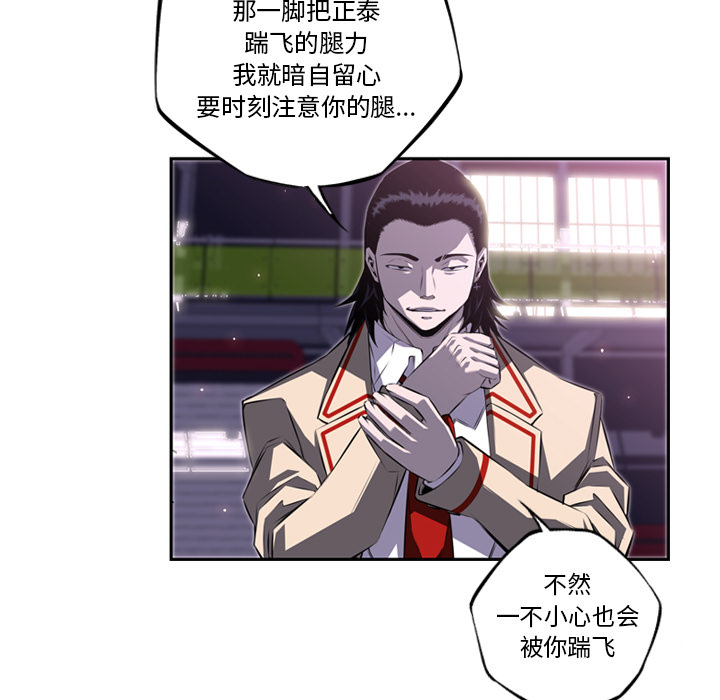 那一脚把正泰
踹飞的腿力
我就暗自留心
要时刻注意你的腿...
不然
一不小心也会
被你踹飞